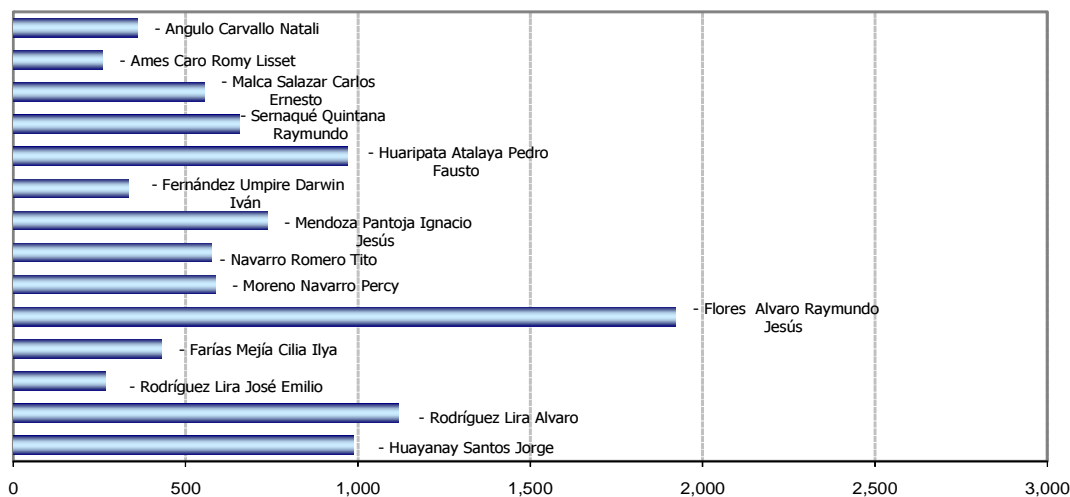 - Angulo Carvallo Natali
- Ames Caro Romy Lisset
- Malca Salazar Carlos
Ernesto
- Sernaqué Quintana
Raymundo
- Huaripata Atalaya Pedro
Fausto
- Fernández Umpire Darwin
Iván
- Mendoza Pantoja Ignacio
Jesús
- Navarro Romero Tito
- Moreno Navarro Percy
- Flores Alvaro Raymundo
Jesús
- Farías Mejía Cilia Ilya
- Rodríguez Lira José Emilio
- Rodríguez Lira Alvaro
- Huayanay Santos Jorge
0 500 1,000 1,500 2,000 2,500 3,000